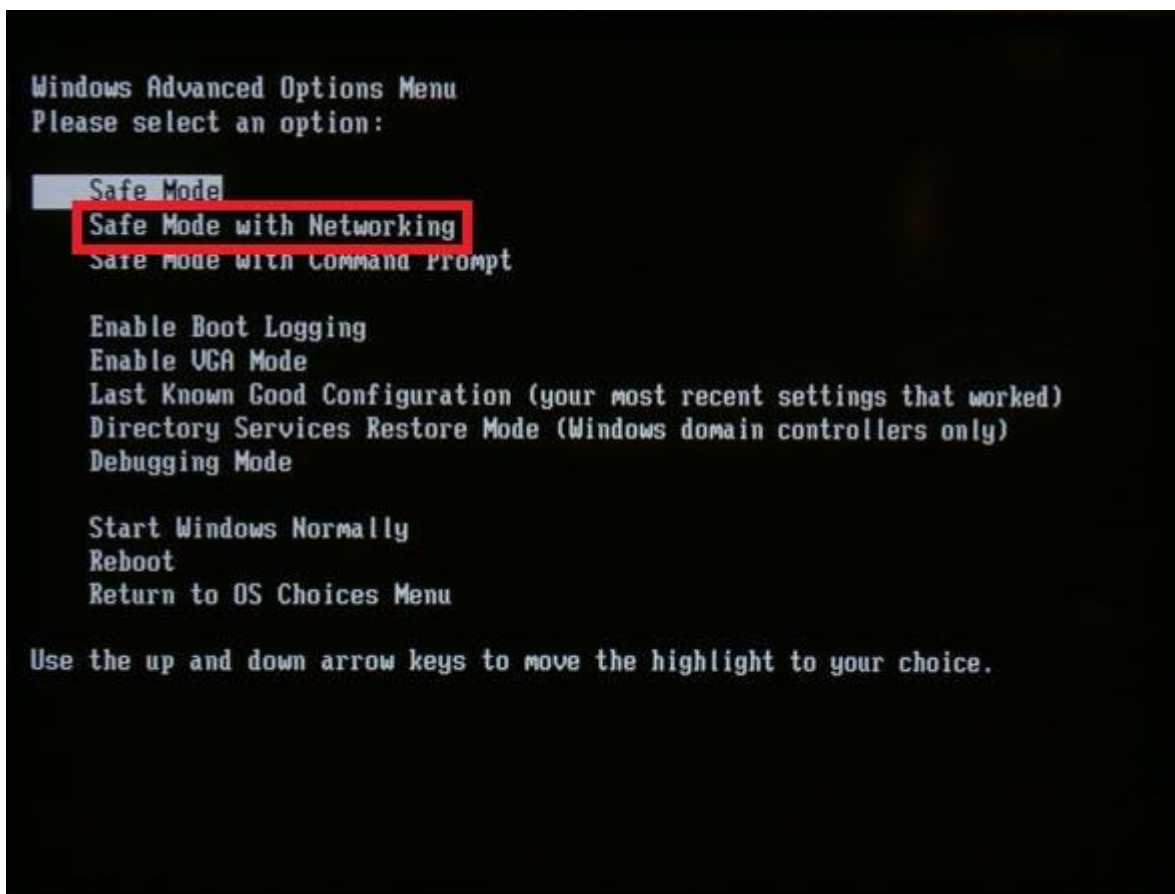 Windows Advanced Options Menu
Please select an option:
Safe Mode
Safe Mode with Networking
Safe Mode with Command Prompt
Enable Boot Logging
Enable VGA Mode
Last Known Good Configuration (your most recent settings that worked)
Directory Services Restore Mode (Windows domain controllers only)
Debugging Mode
Start Windows Normally
Reboot
Return to OS Choices Menu
Use the up and down arrow keys to move the highlight to your choice.